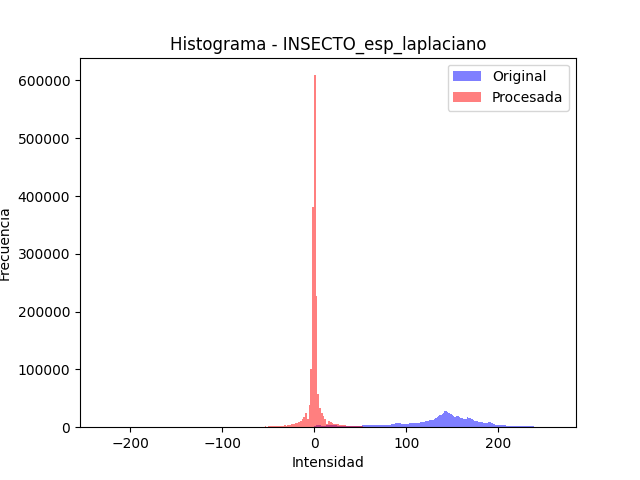 Histograma - INSECTO_esp_laplaciano
Original
Procesada
600000
500000
400000
300000
200000
100000
0
Frecuencia
−200
−100
0
100
200
Intensidad